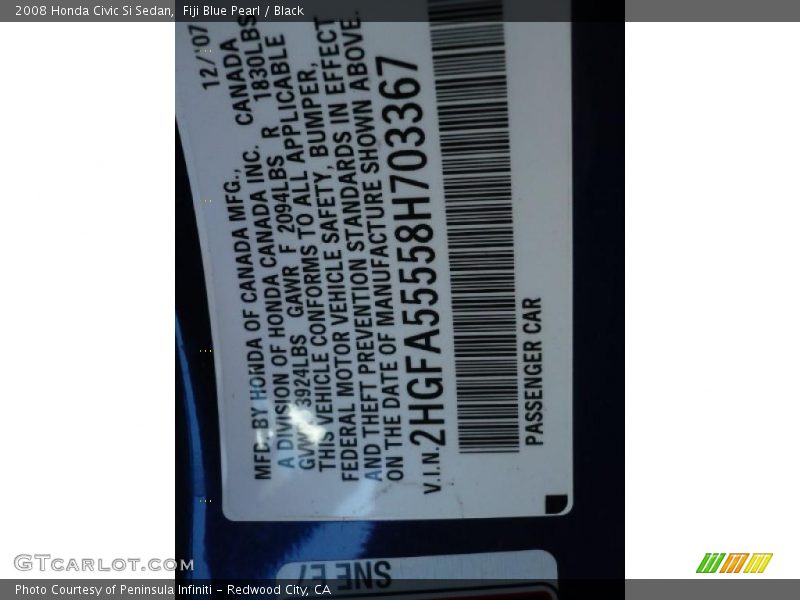 2008 Honda Civic Si Sedan,  Fiji Blue Pearl / Black
12/'07
MFD. BY HONDA OF CANADA MFG., CANADA
A DIVISION OF HONDA CANADA INC. 1830LBS
3924LBS GAWR F 2094LBS R
THIS VEHICLE CONFORMS TO ALL APPLICABLE
FEDERAL MOTOR VEHICLE SAFETY, BUMPER,
AND THEFT PREVENTION STANDARDS IN EFFECT
ON THE DATE OF MANUFACTURE SHOWN ABOVE.
V.I.N. 2HGFA55558H703367
PASSENGER CAR
GTCARLOT.COM
Photo Courtesy of Peninsula Infiniti – Redwood City, CA